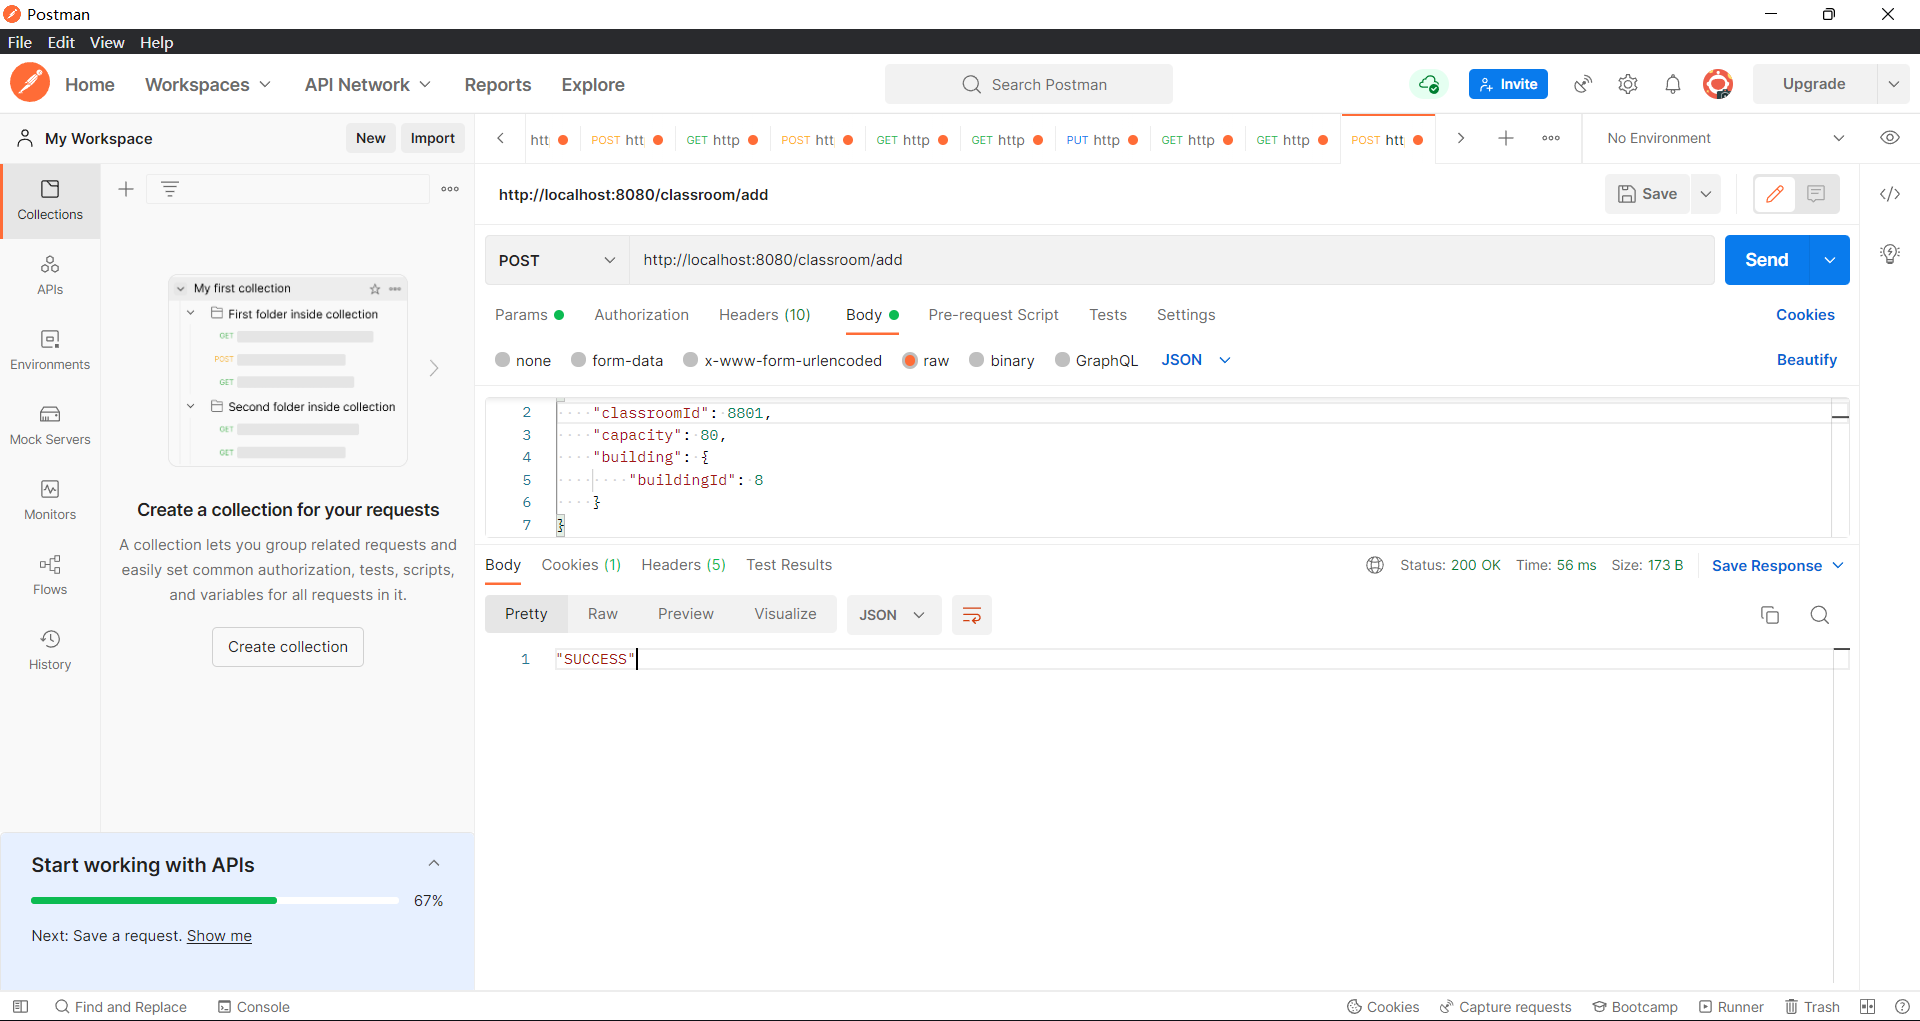 Postman
File Edit View Help
Home Workspaces API Network Reports Explore Search Postman Invite Upgrade
My Workspace New Import htt POST htt GET http POST htt GET http GET http PUT http GET http GET http POST htt No Environment
Collections
APIs
Environments
Mock Servers
Monitors
Flows
History
My first collection
First folder inside collection
GET
POST
GET
Second folder inside collection
GET
GET
Create a collection for your requests
A collection lets you group related requests and
easily set common authorization, tests, scripts,
and variables for all requests in it.
Create collection
Start working with APIs
67%
Next: Save a request. Show me
http://localhost:8080/classroom/add Save
POST http://localhost:8080/classroom/add Send
Params Authorization Headers (10) Body Pre-request Script Tests Settings Cookies
none form-data x-www-form-urlencoded raw binary GraphQL JSON Beautify
2 "classroomId": 8801,
3 "capacity": 80,
4 "building": {
5 "buildingId": 8
6 }
7 }
Body Cookies (1) Headers (5) Test Results Status: 200 OK Time: 56 ms Size: 173 B Save Response
Pretty Raw Preview Visualize JSON
1 "SUCCESS"
Find and Replace Console Cookies Capture requests Bootcamp Runner Trash